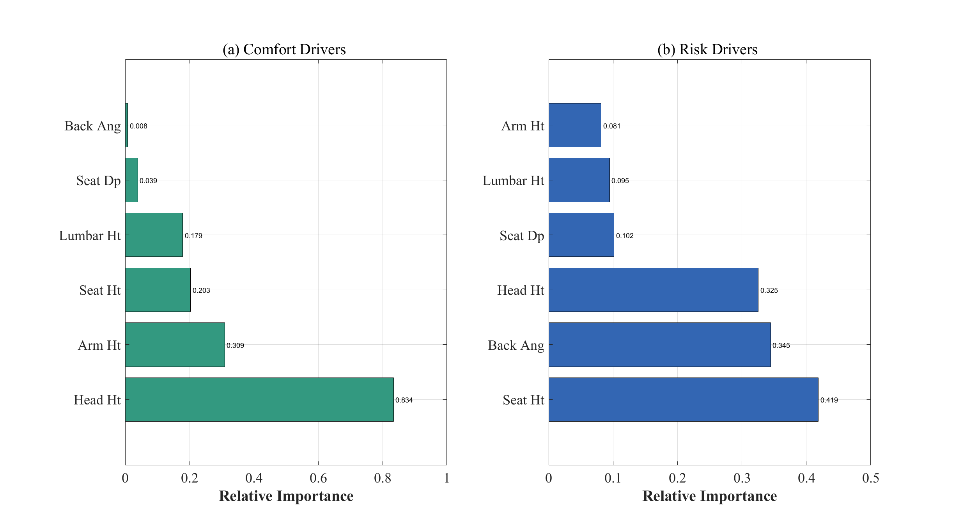 (a) Comfort Drivers
Back Ang
0.008
Seat Dp
0.039
Lumbar Ht
0.179
Seat Ht
0.203
Arm Ht
0.309
Head Ht
0.834
0
0.2
0.4
0.6
0.8
1
Relative Importance
(b) Risk Drivers
Arm Ht
0.081
Lumbar Ht
0.095
Seat Dp
0.102
Head Ht
0.325
Back Ang
0.345
Seat Ht
0.419
0
0.1
0.2
0.3
0.4
0.5
Relative Importance